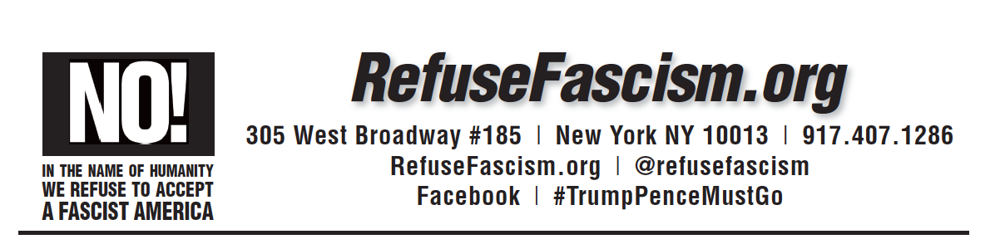 NO!
IN THE NAME OF HUMANITY
WE REFUSE TO ACCEPT
A FASCIST AMERICA
RefuseFascism.org
305 West Broadway #185 | New York NY 10013 | 917.407.1286
RefuseFascism.org | @refusefascism
Facebook | #TrumpPenceMustGo